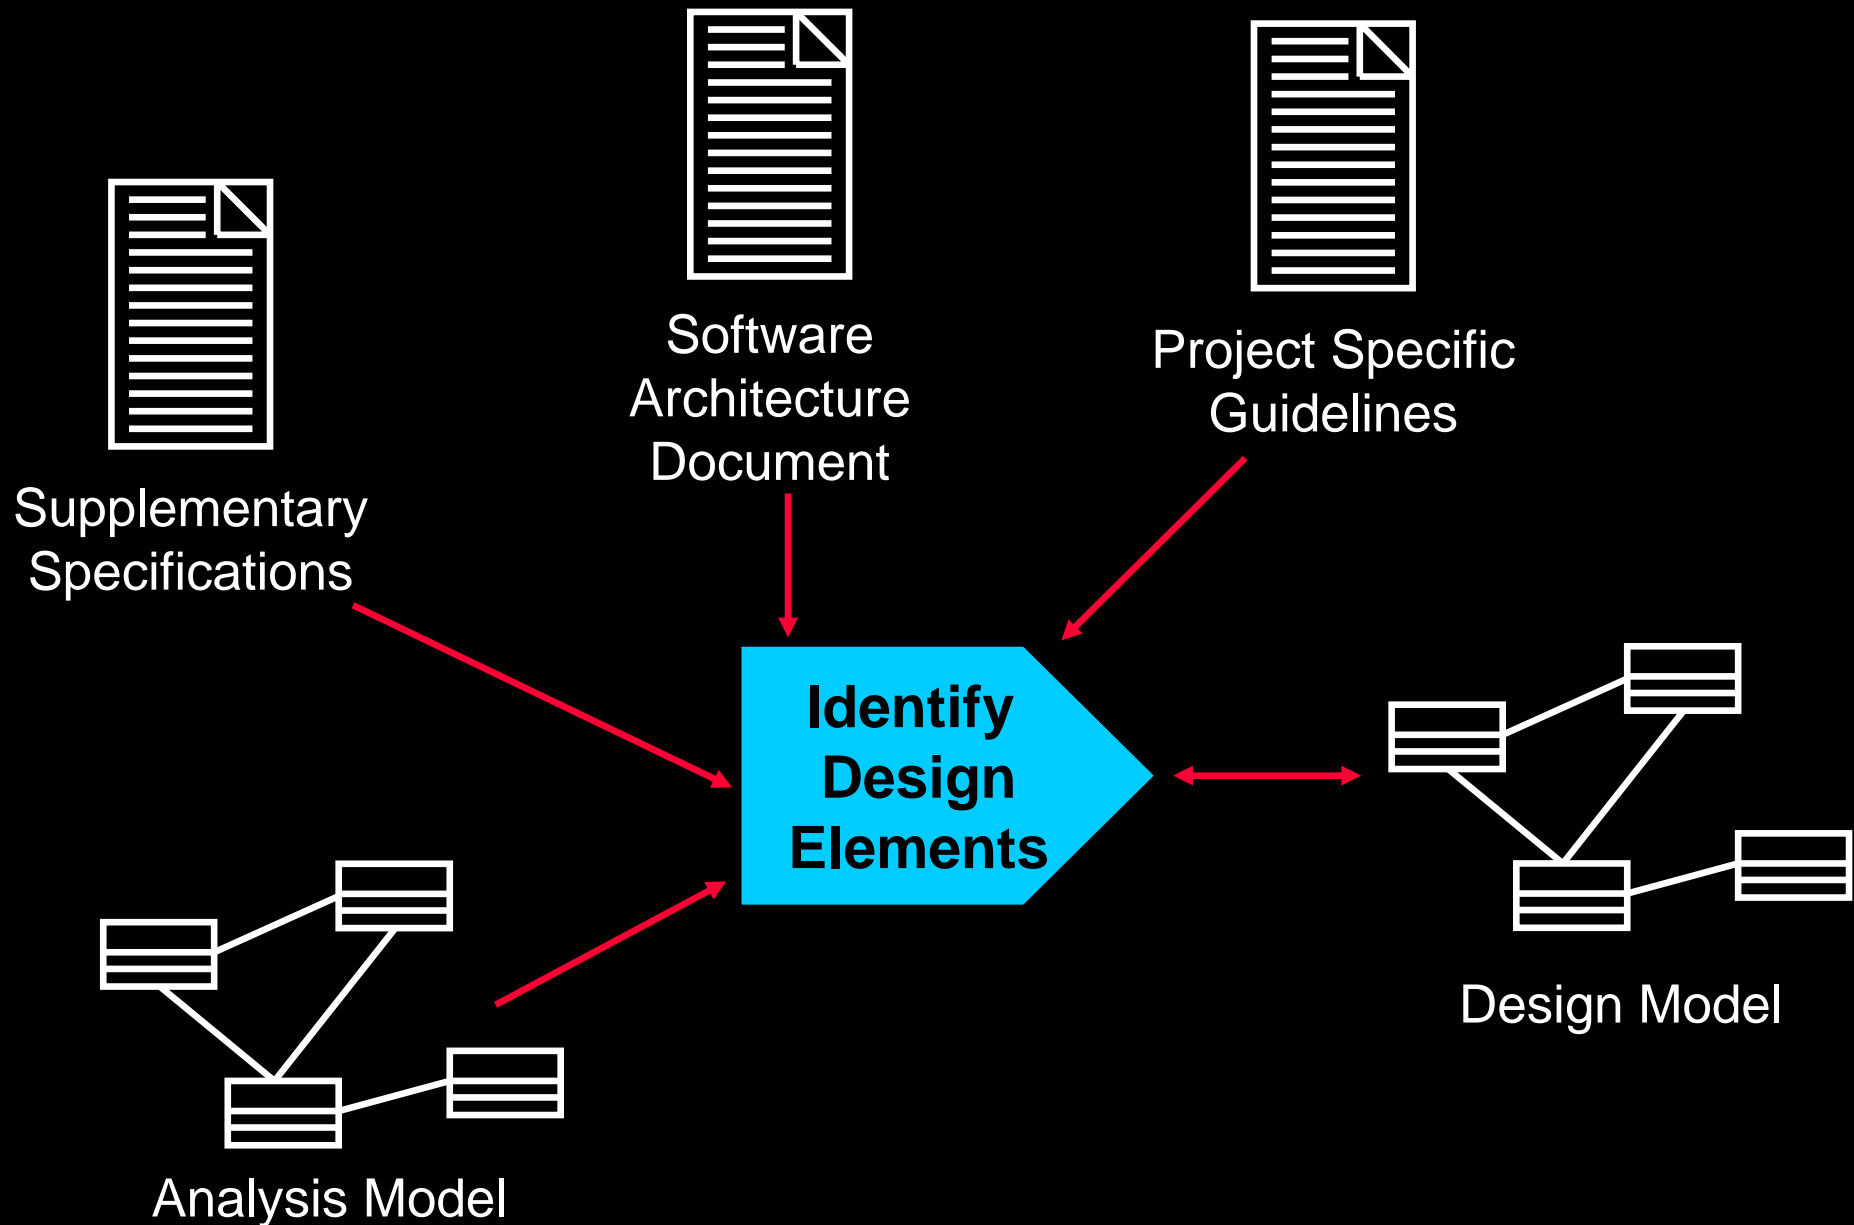 Software
Architecture
Document
Project Specific
Guidelines
Supplementary
Specifications
Identify
Design
Elements
Design Model
Analysis Model